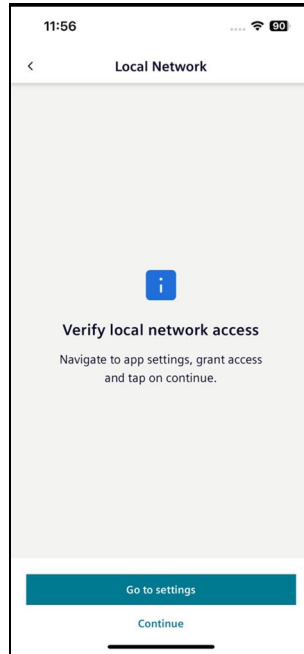 11:56
90
Local Network
Verify local network access
Navigate to app settings, grant access
and tap on continue.
Go to settings
Continue